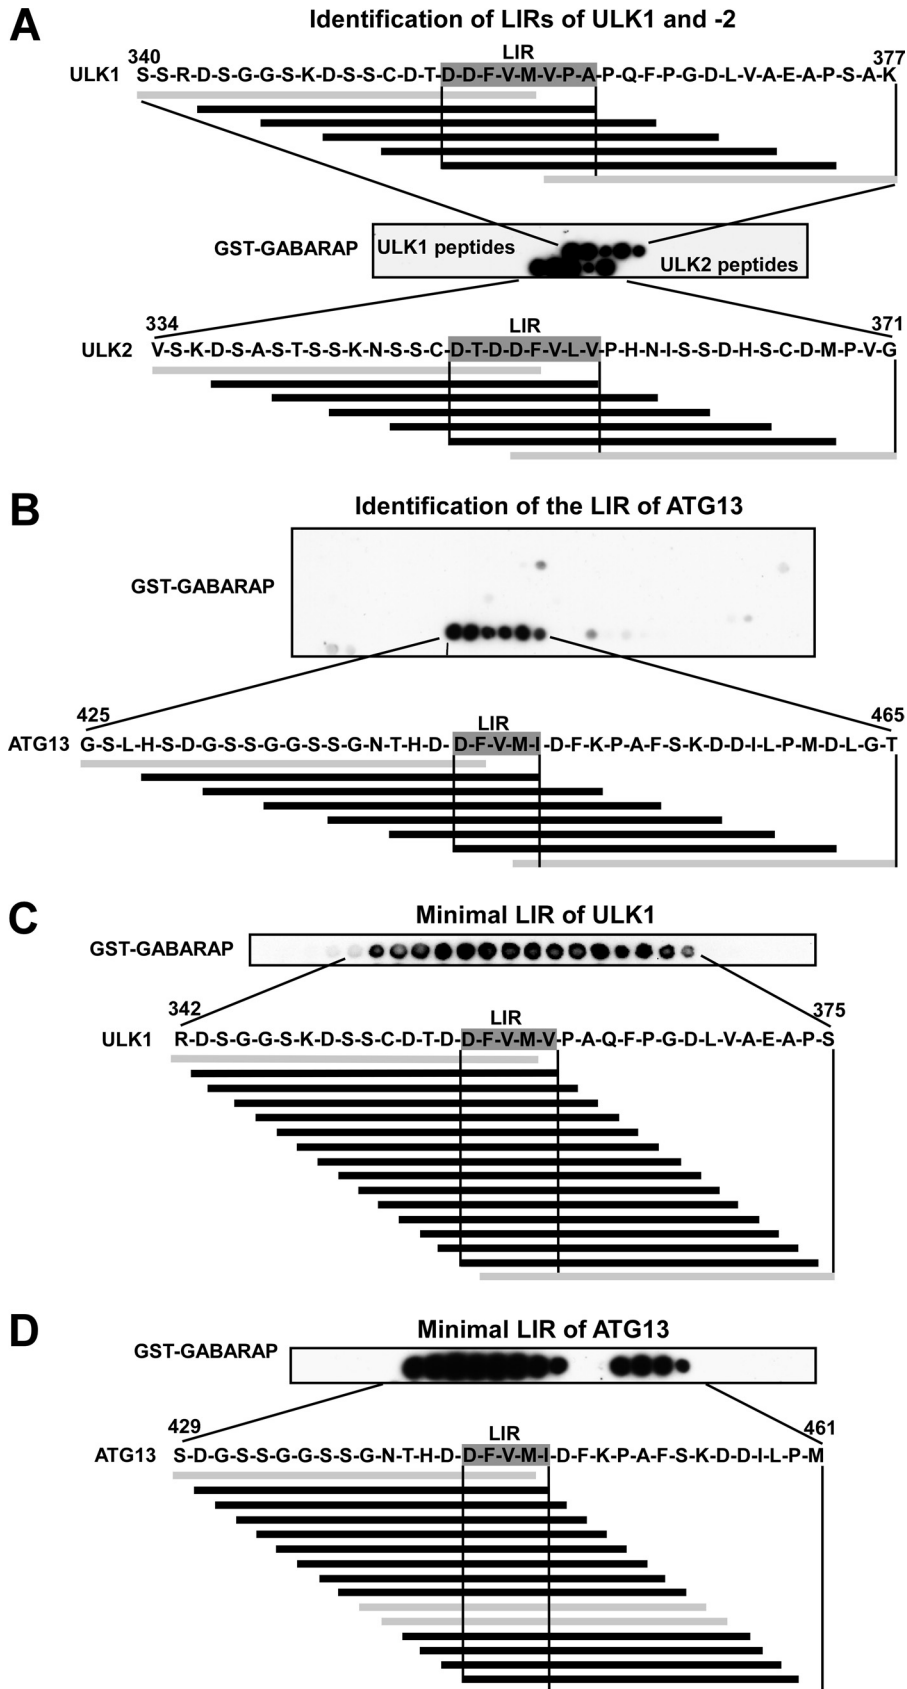 A
Identification of LIRs of ULK1 and -2
LIR
340
377
ULK1 S-S-R-D-S-G-G-S-K-D-S-S-C-D-T-D-D-F-V-M-V-P-A-P-Q-F-P-G-D-L-V-A-E-A-P-S-A-K
GST-GABARAP
ULK1 peptides
ULK2 peptides
334
LIR
371
ULK2 V-S-K-D-S-A-S-T-S-S-K-N-S-S-C-D-T-D-D-F-V-L-V-P-H-N-I-S-S-D-H-S-C-D-M-P-V-G
B
Identification of the LIR of ATG13
GST-GABARAP
425
LIR
465
ATG13 G-S-L-H-S-D-G-S-S-G-G-S-S-G-N-T-H-D-D-F-V-M-I-D-F-K-P-A-F-S-K-D-D-I-L-P-M-D-L-G-T
C
Minimal LIR of ULK1
GST-GABARAP
342
LIR
375
ULK1 R-D-S-G-G-S-K-D-S-S-C-D-T-D-D-F-V-M-V-P-A-Q-F-P-G-D-L-V-A-E-A-P-S
D
Minimal LIR of ATG13
GST-GABARAP
429
LIR
461
ATG13 S-D-G-S-S-G-G-S-S-G-N-T-H-D-D-F-V-M-I-D-F-K-P-A-F-S-K-D-D-I-L-P-M